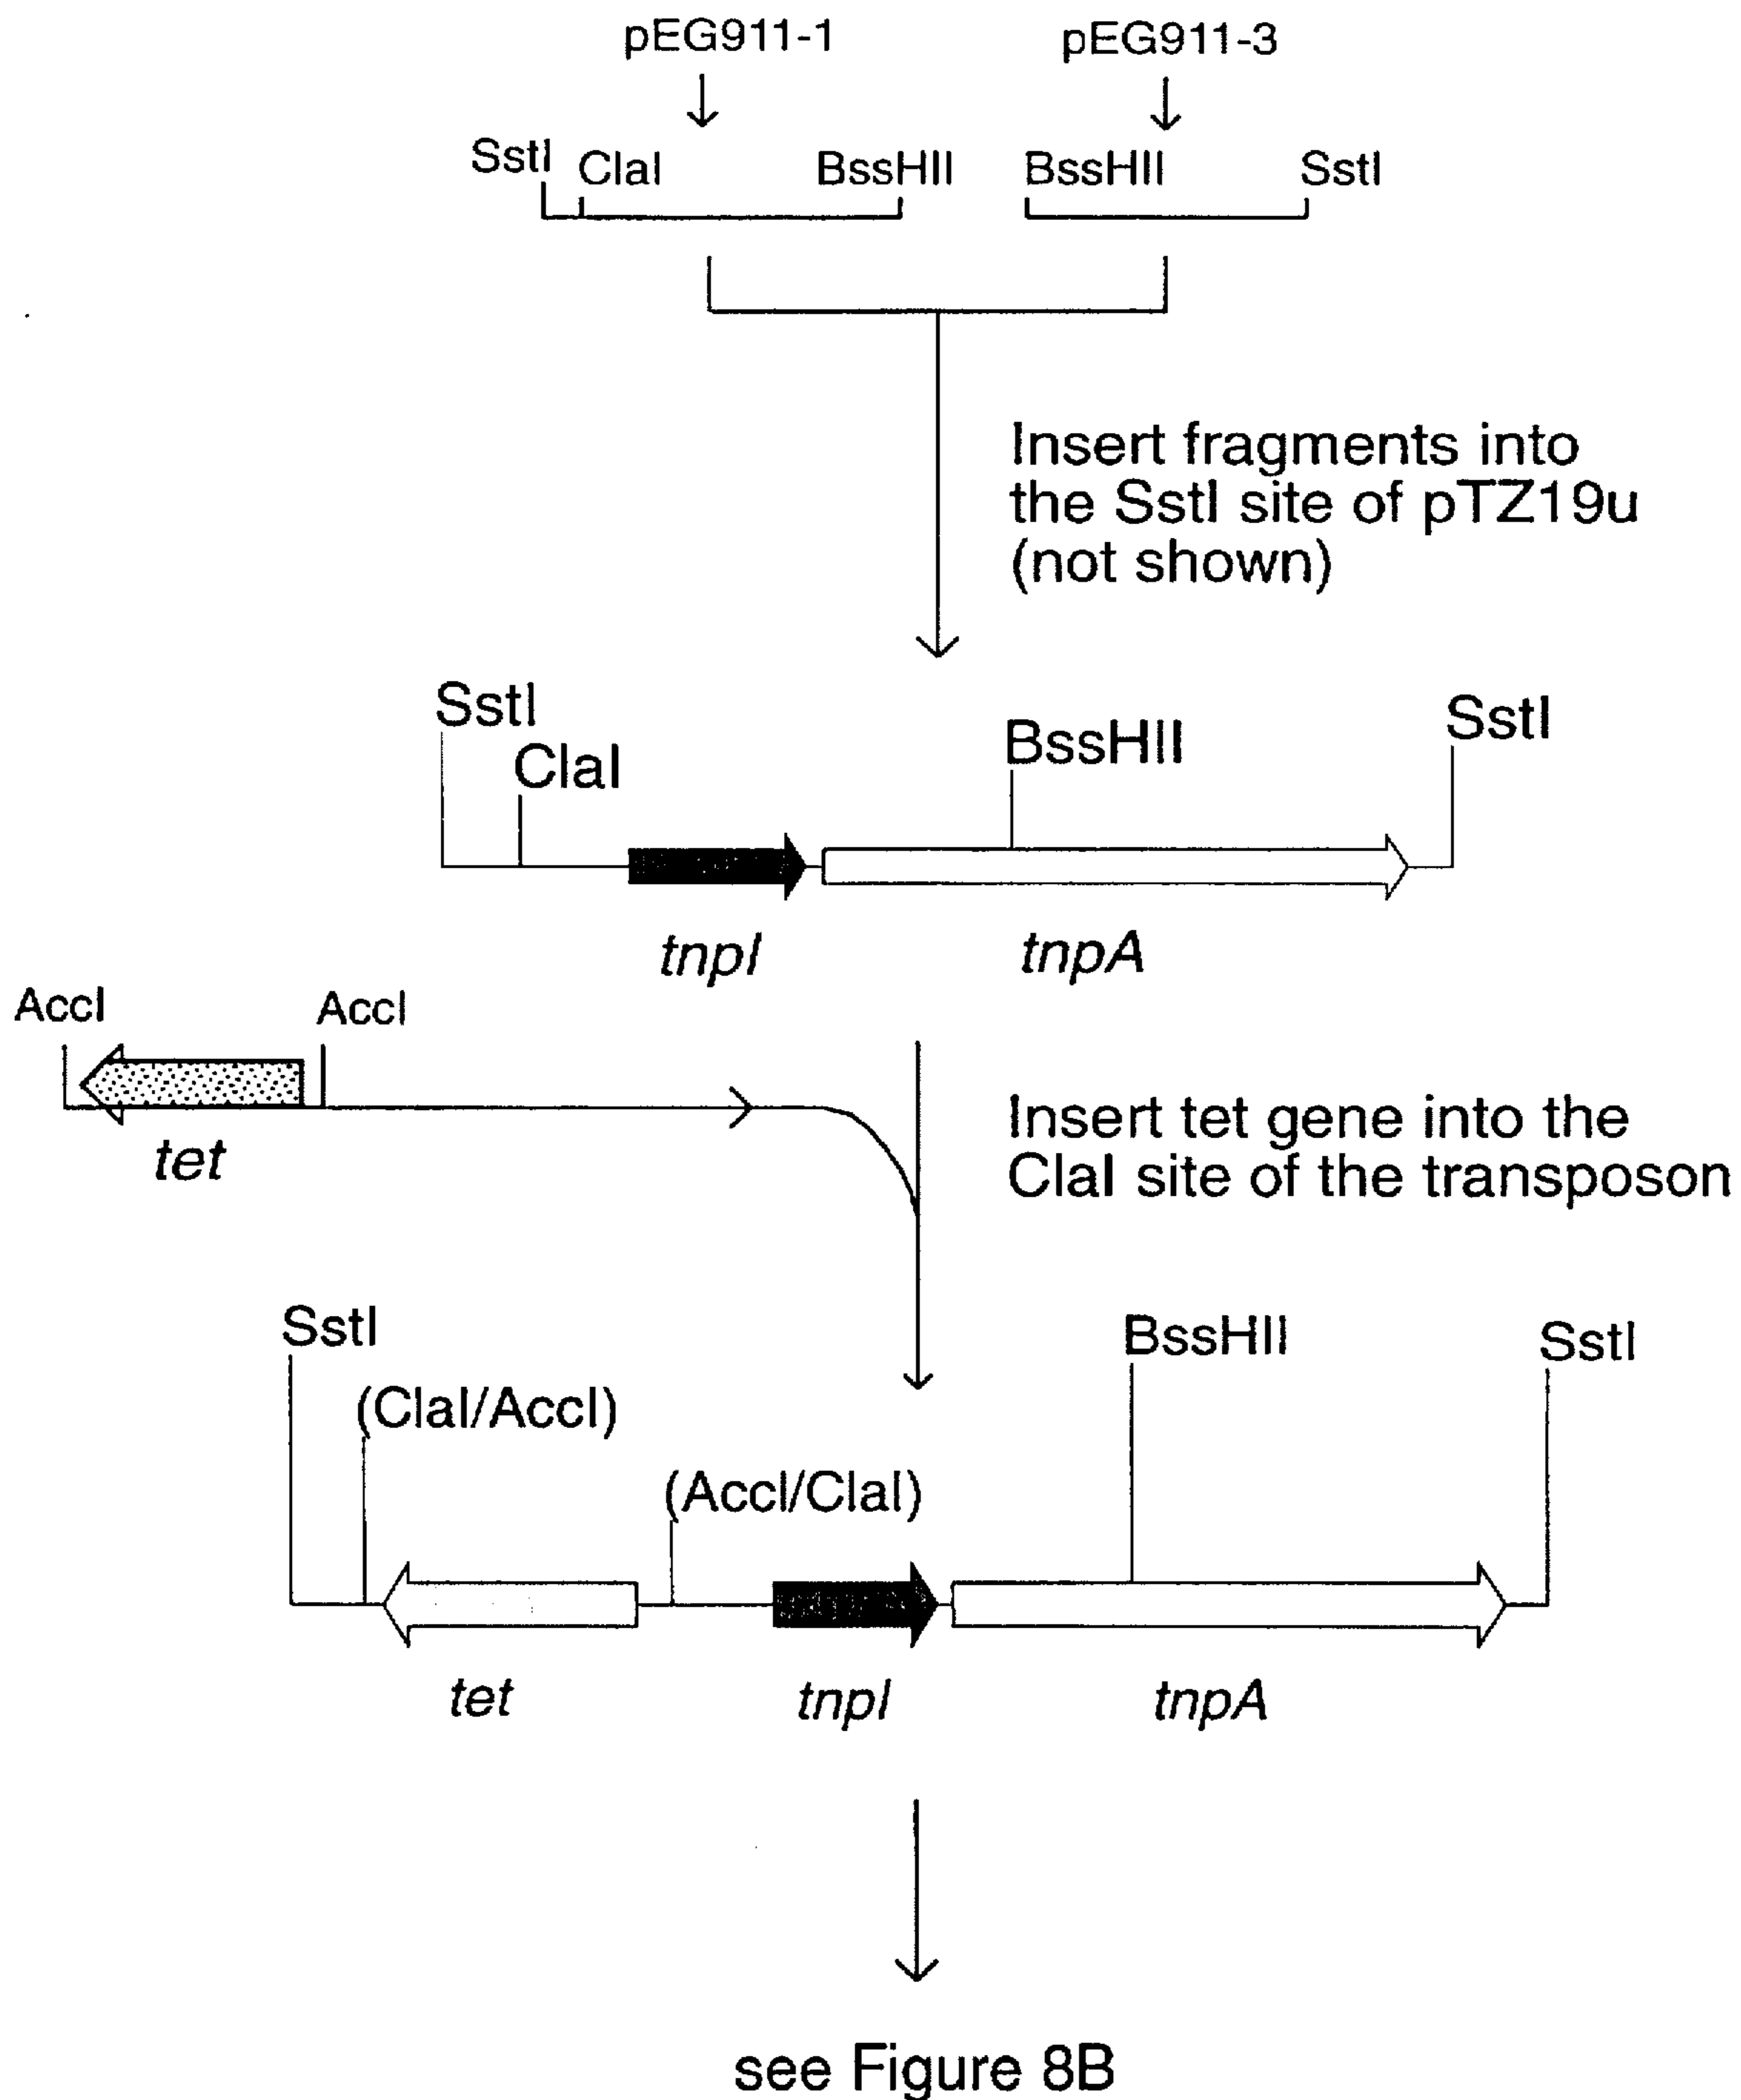 pEG911-1
pEG911-3
SstI
ClaI
BssHII
BssHII
SstI
Insert fragments into
the SstI site of pTZ19u
(not shown)
SstI
ClaI
BssHII
SstI
tnpI
tnpA
AccI
AccI
tet
Insert tet gene into the
ClaI site of the transposon
SstI
(ClaI/AccI)
(AccI/ClaI)
BssHII
SstI
tet
tnpI
tnpA
see Figure 8B